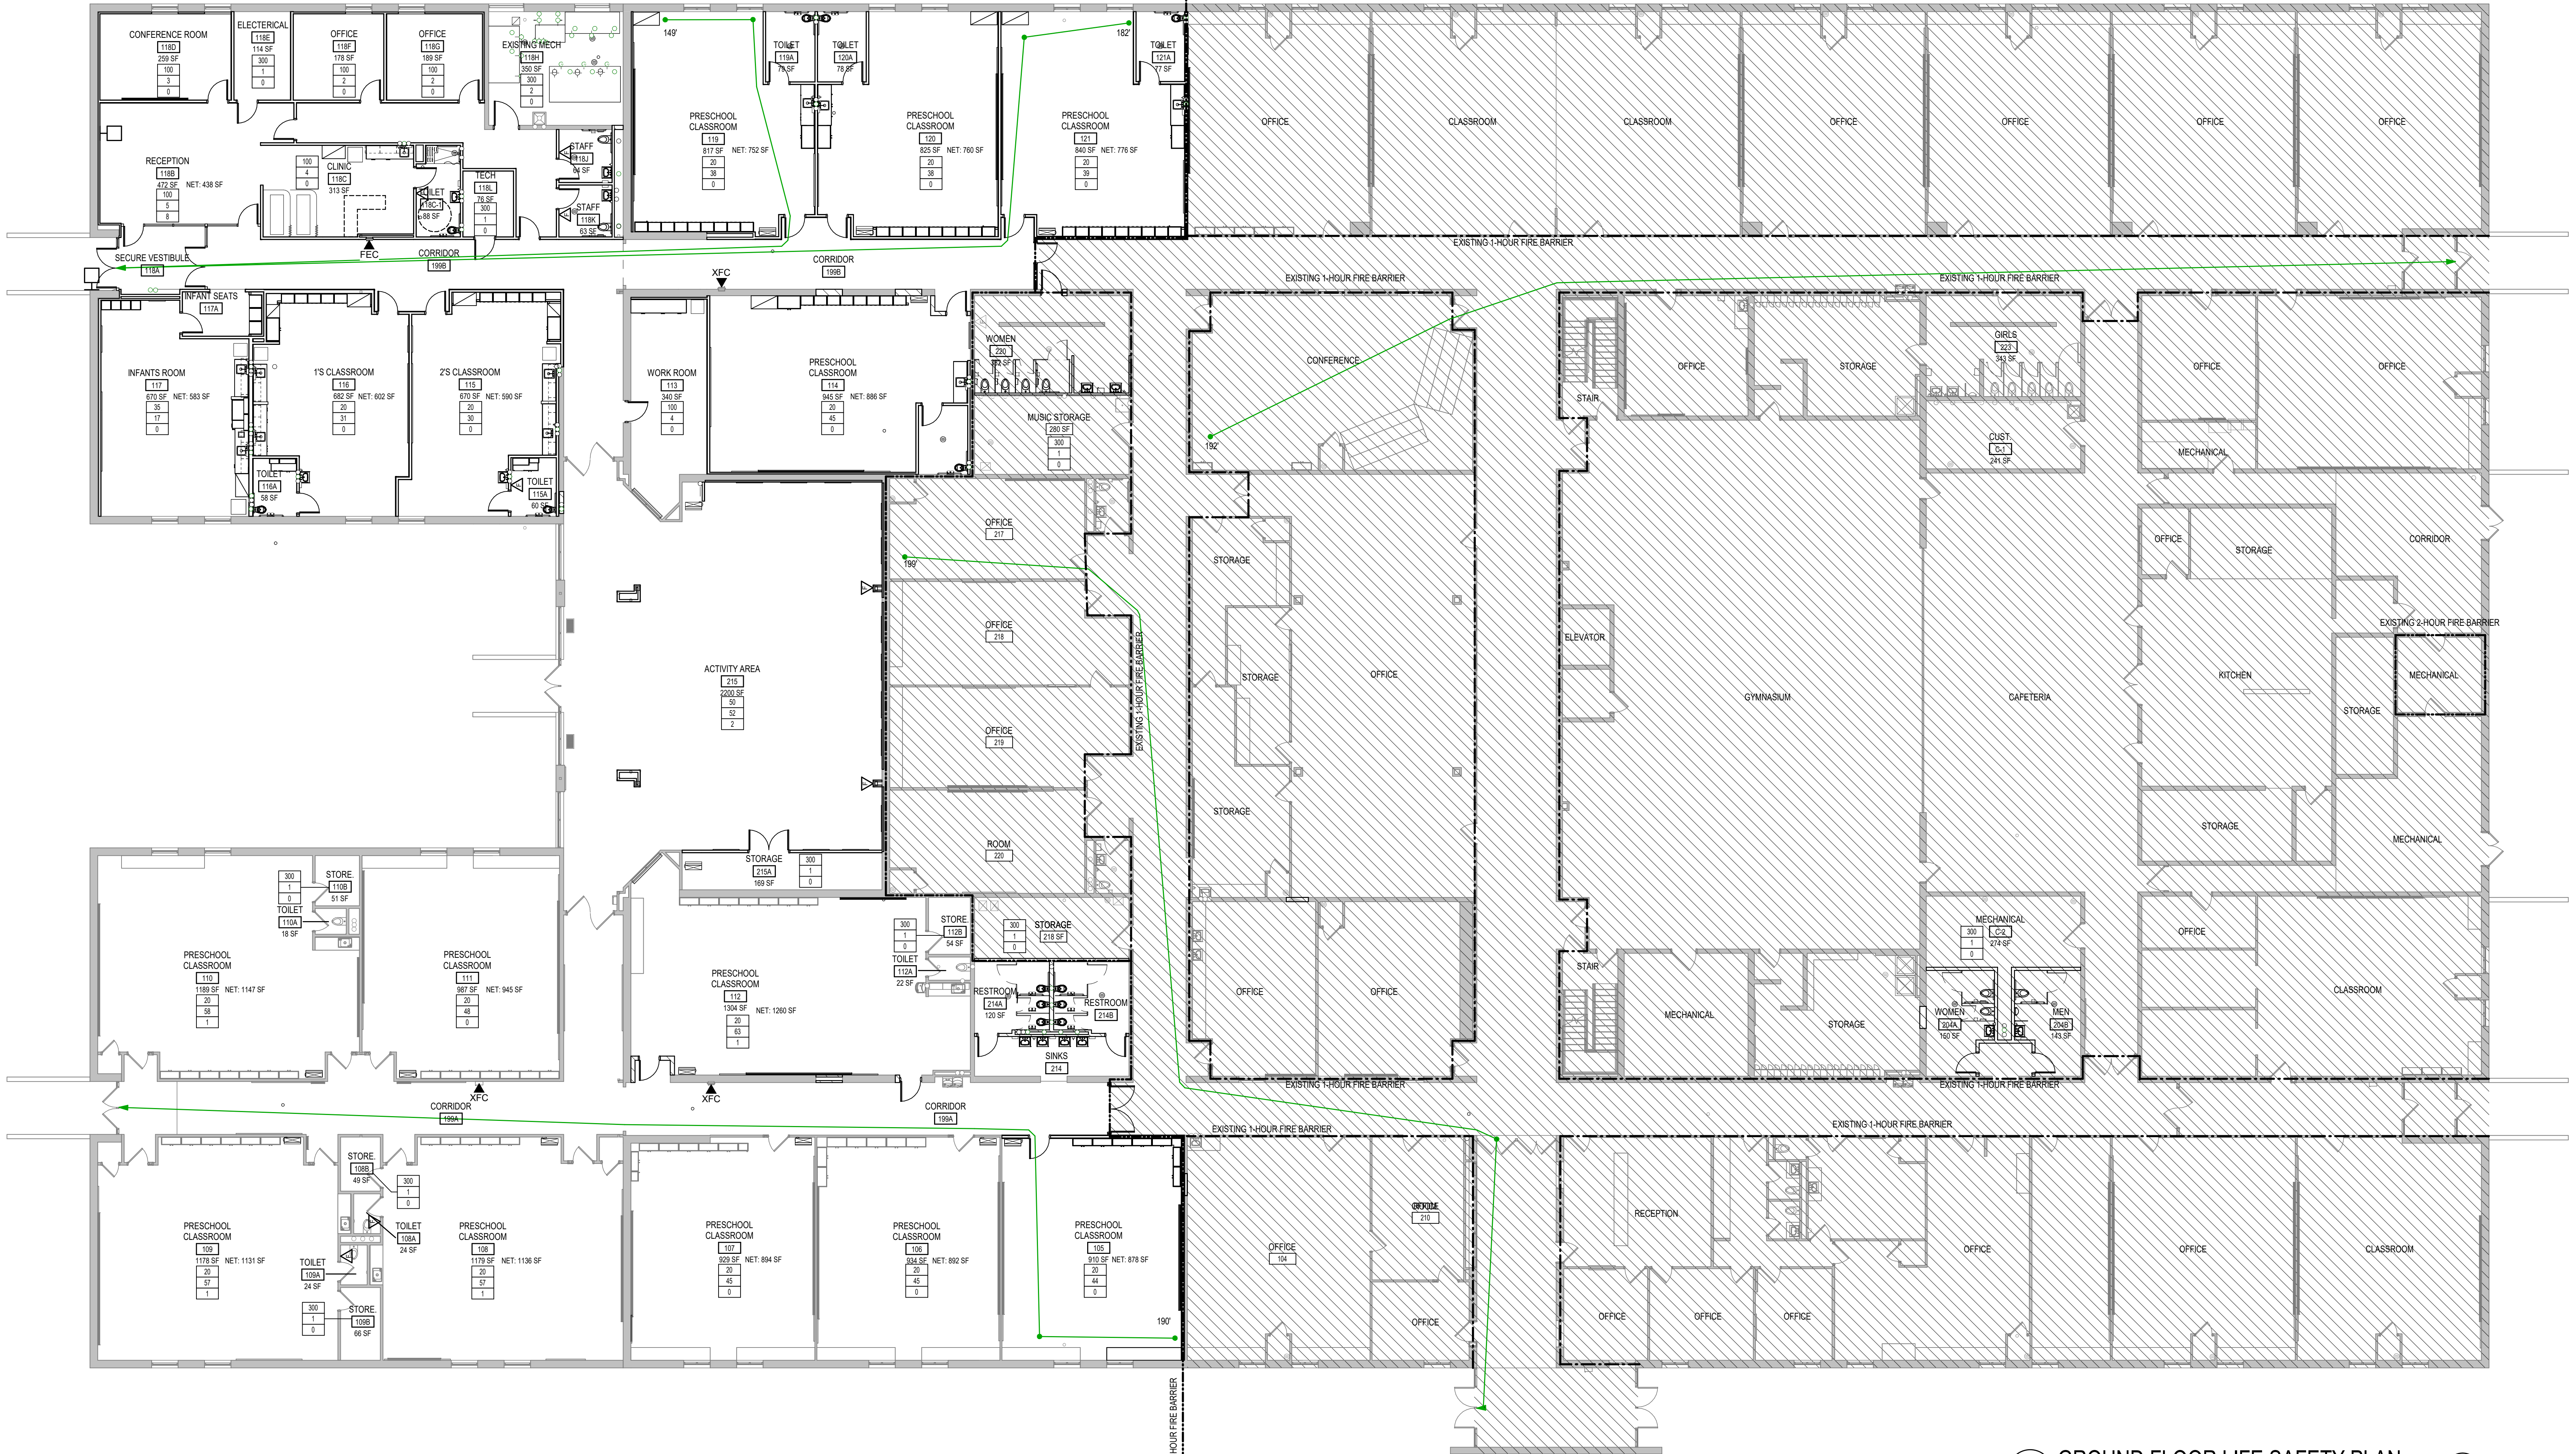 CONFERENCE ROOM
118D
259 SF
100
3
0
ELECTERICAL
118E
114 SF
300
1
0
OFFICE
118F
178 SF
100
2
0
OFFICE
118G
189 SF
100
2
0
EXISTING MECH
118H
350 SF
300
2
0
149'
TOILET
119A
79 SF
TOILET
120A
78 SF
182'
TOILET
121A
77 SF
PRESCHOOL
CLASSROOM
119
817 SF NET: 752 SF
20
38
0
PRESCHOOL
CLASSROOM
120
825 SF NET: 760 SF
20
38
0
PRESCHOOL
CLASSROOM
121
840 SF NET: 776 SF
20
39
0
OFFICE
CLASSROOM
CLASSROOM
OFFICE
OFFICE
OFFICE
OFFICE
RECEPTION
118B
472 SF NET: 438 SF
100
5
8
100
4
0
CLINIC
118C
313 SF
TOILET
118C-1
88 SF
TECH
118L
76 SF
300
1
0
STAFF
118J
64 SF
STAFF
118K
63 SF
FEC
SECURE VESTIBULE
118A
CORRIDOR
199B
CORRIDOR
199B
XFC
EXISTING 1-HOUR FIRE BARRIER
EXISTING 1-HOUR FIRE BARRIER
EXISTING 1-HOUR FIRE BARRIER
INFANT SEATS
117A
INFANTS ROOM
117
670 SF NET: 583 SF
35
17
0
1'S CLASSROOM
116
682 SF NET: 602 SF
20
31
0
2'S CLASSROOM
115
670 SF NET: 590 SF
20
30
0
TOILET
116A
58 SF
TOILET
115A
60 SF
WORK ROOM
113
340 SF
100
4
0
PRESCHOOL
CLASSROOM
114
945 SF NET: 886 SF
20
45
0
WOMEN
220
MUSIC STORAGE
280 SF
300
1
0
CONFERENCE
192'
STAIR
OFFICE
STORAGE
GIRLS
223
343 SF
CUST.
C-1
241 SF
OFFICE
OFFICE
MECHANICAL
OFFICE
217
199'
OFFICE
218
OFFICE
219
ROOM
220
EXISTING 1-HOUR FIRE BARRIER
STORAGE
STORAGE
STORAGE
OFFICE
ELEVATOR
GYMNASIUM
CAFETERIA
OFFICE
STORAGE
CORRIDOR
EXISTING 2-HOUR FIRE BARRIER
KITCHEN
MECHANICAL
STORAGE
STORAGE
MECHANICAL
ACTIVITY AREA
215
2200 SF
50
52
2
STORAGE
215A
169 SF
300
1
0
300
1
0
STORE.
110B
51 SF
TOILET
110A
18 SF
PRESCHOOL
CLASSROOM
110
1189 SF NET: 1147 SF
20
58
1
PRESCHOOL
CLASSROOM
111
987 SF NET: 945 SF
20
48
0
PRESCHOOL
CLASSROOM
112
1304 SF NET: 1260 SF
20
63
1
300
1
0
STORE.
112B
54 SF
TOILET
112A
22 SF
300
1
0
STORAGE
218 SF
RESTROOM
214A
120 SF
RESTROOM
214B
SINKS
214
OFFICE
OFFICE
STAIR
MECHANICAL
STORAGE
MECHANICAL
C-2
274 SF
300
1
0
WOMEN
204A
150 SF
MEN
204B
143 SF
OFFICE
CLASSROOM
EXISTING 1-HOUR FIRE BARRIER
EXISTING 1-HOUR FIRE BARRIER
XFC
XFC
CORRIDOR
199A
CORRIDOR
199A
EXISTING 1-HOUR FIRE BARRIER
EXISTING 1-HOUR FIRE BARRIER
STORE.
108B
49 SF
300
1
0
TOILET
108A
24 SF
PRESCHOOL
CLASSROOM
109
1178 SF NET: 1131 SF
20
57
1
TOILET
109A
24 SF
300
1
0
STORE.
109B
66 SF
PRESCHOOL
CLASSROOM
108
1179 SF NET: 1136 SF
20
57
1
PRESCHOOL
CLASSROOM
107
929 SF NET: 894 SF
20
45
0
PRESCHOOL
CLASSROOM
106
934 SF NET: 892 SF
20
45
0
PRESCHOOL
CLASSROOM
105
910 SF NET: 878 SF
20
44
0
190'
OFFICE
104
210
OFFICE
RECEPTION
OFFICE
OFFICE
OFFICE
OFFICE
OFFICE
CLASSROOM
HOUR FIRE BARRIER
GROUND FLOOR LIFE SAFETY PLAN